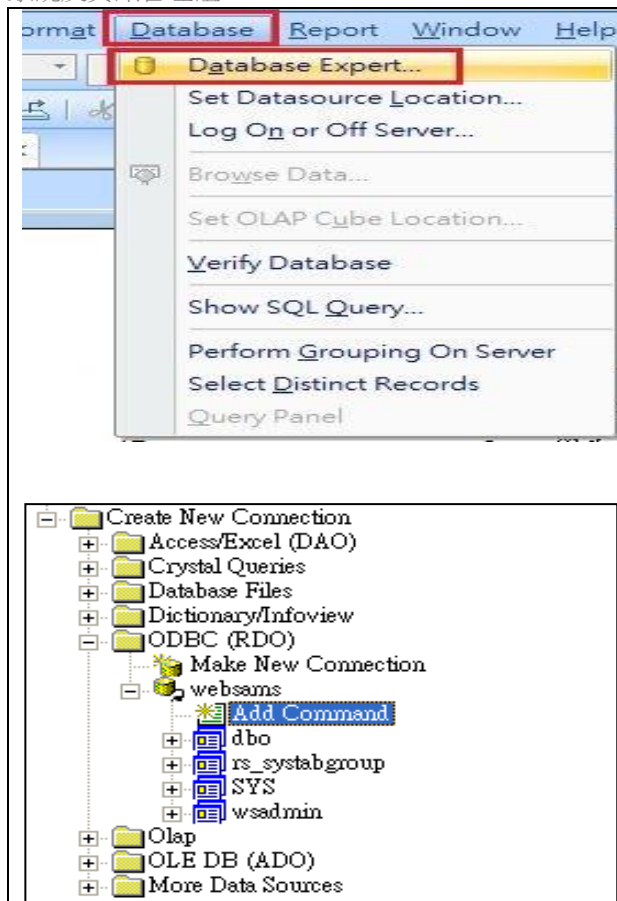 ormat Database Report Window Help
Database Expert...
Set Datasource Location...
Log On or Off Server...
Browse Data...
Set OLAP Cube Location...
Verify Database
Show SQL Query...
Perform Grouping On Server
Select Distinct Records
Query Panel
Create New Connection
Access/Excel (DAO)
Crystal Queries
Database Files
Dictionary/Infoview
ODBC (RDO)
Make New Connection
websams
Add Command
dbo
rs_systabgroup
SYS
wsadmin
Olap
OLE DB (ADO)
More Data Sources